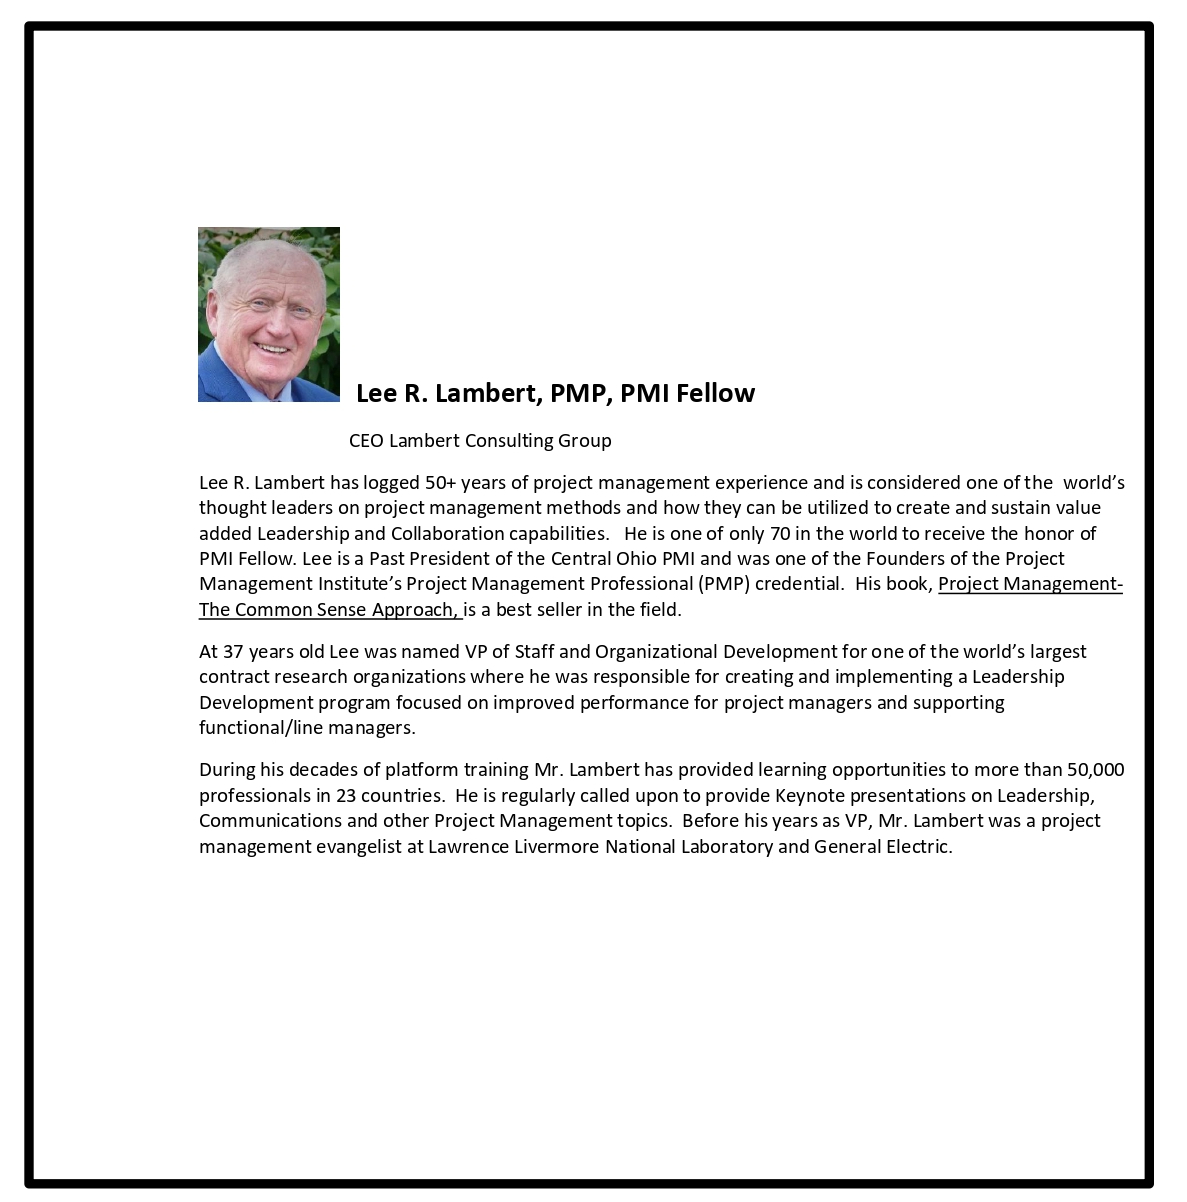 Lee R. Lambert, PMP, PMI Fellow
CEO Lambert Consulting Group
Lee R. Lambert has logged 50+ years of project management experience and is considered one of the  world’s
thought leaders on project management methods and how they can be utilized to create and sustain value
added Leadership and Collaboration capabilities.   He is one of only 70 in the world to receive the honor of
PMI Fellow. Lee is a Past President of the Central Ohio PMI and was one of the Founders of the Project
Management Institute’s Project Management Professional (PMP) credential.  His book, Project Management-
The Common Sense Approach, is a best seller in the field.
At 37 years old Lee was named VP of Staff and Organizational Development for one of the world’s largest
contract research organizations where he was responsible for creating and implementing a Leadership
Development program focused on improved performance for project managers and supporting
functional/line managers.
During his decades of platform training Mr. Lambert has provided learning opportunities to more than 50,000
professionals in 23 countries.  He is regularly called upon to provide Keynote presentations on Leadership,
Communications and other Project Management topics.  Before his years as VP, Mr. Lambert was a project
management evangelist at Lawrence Livermore National Laboratory and General Electric.